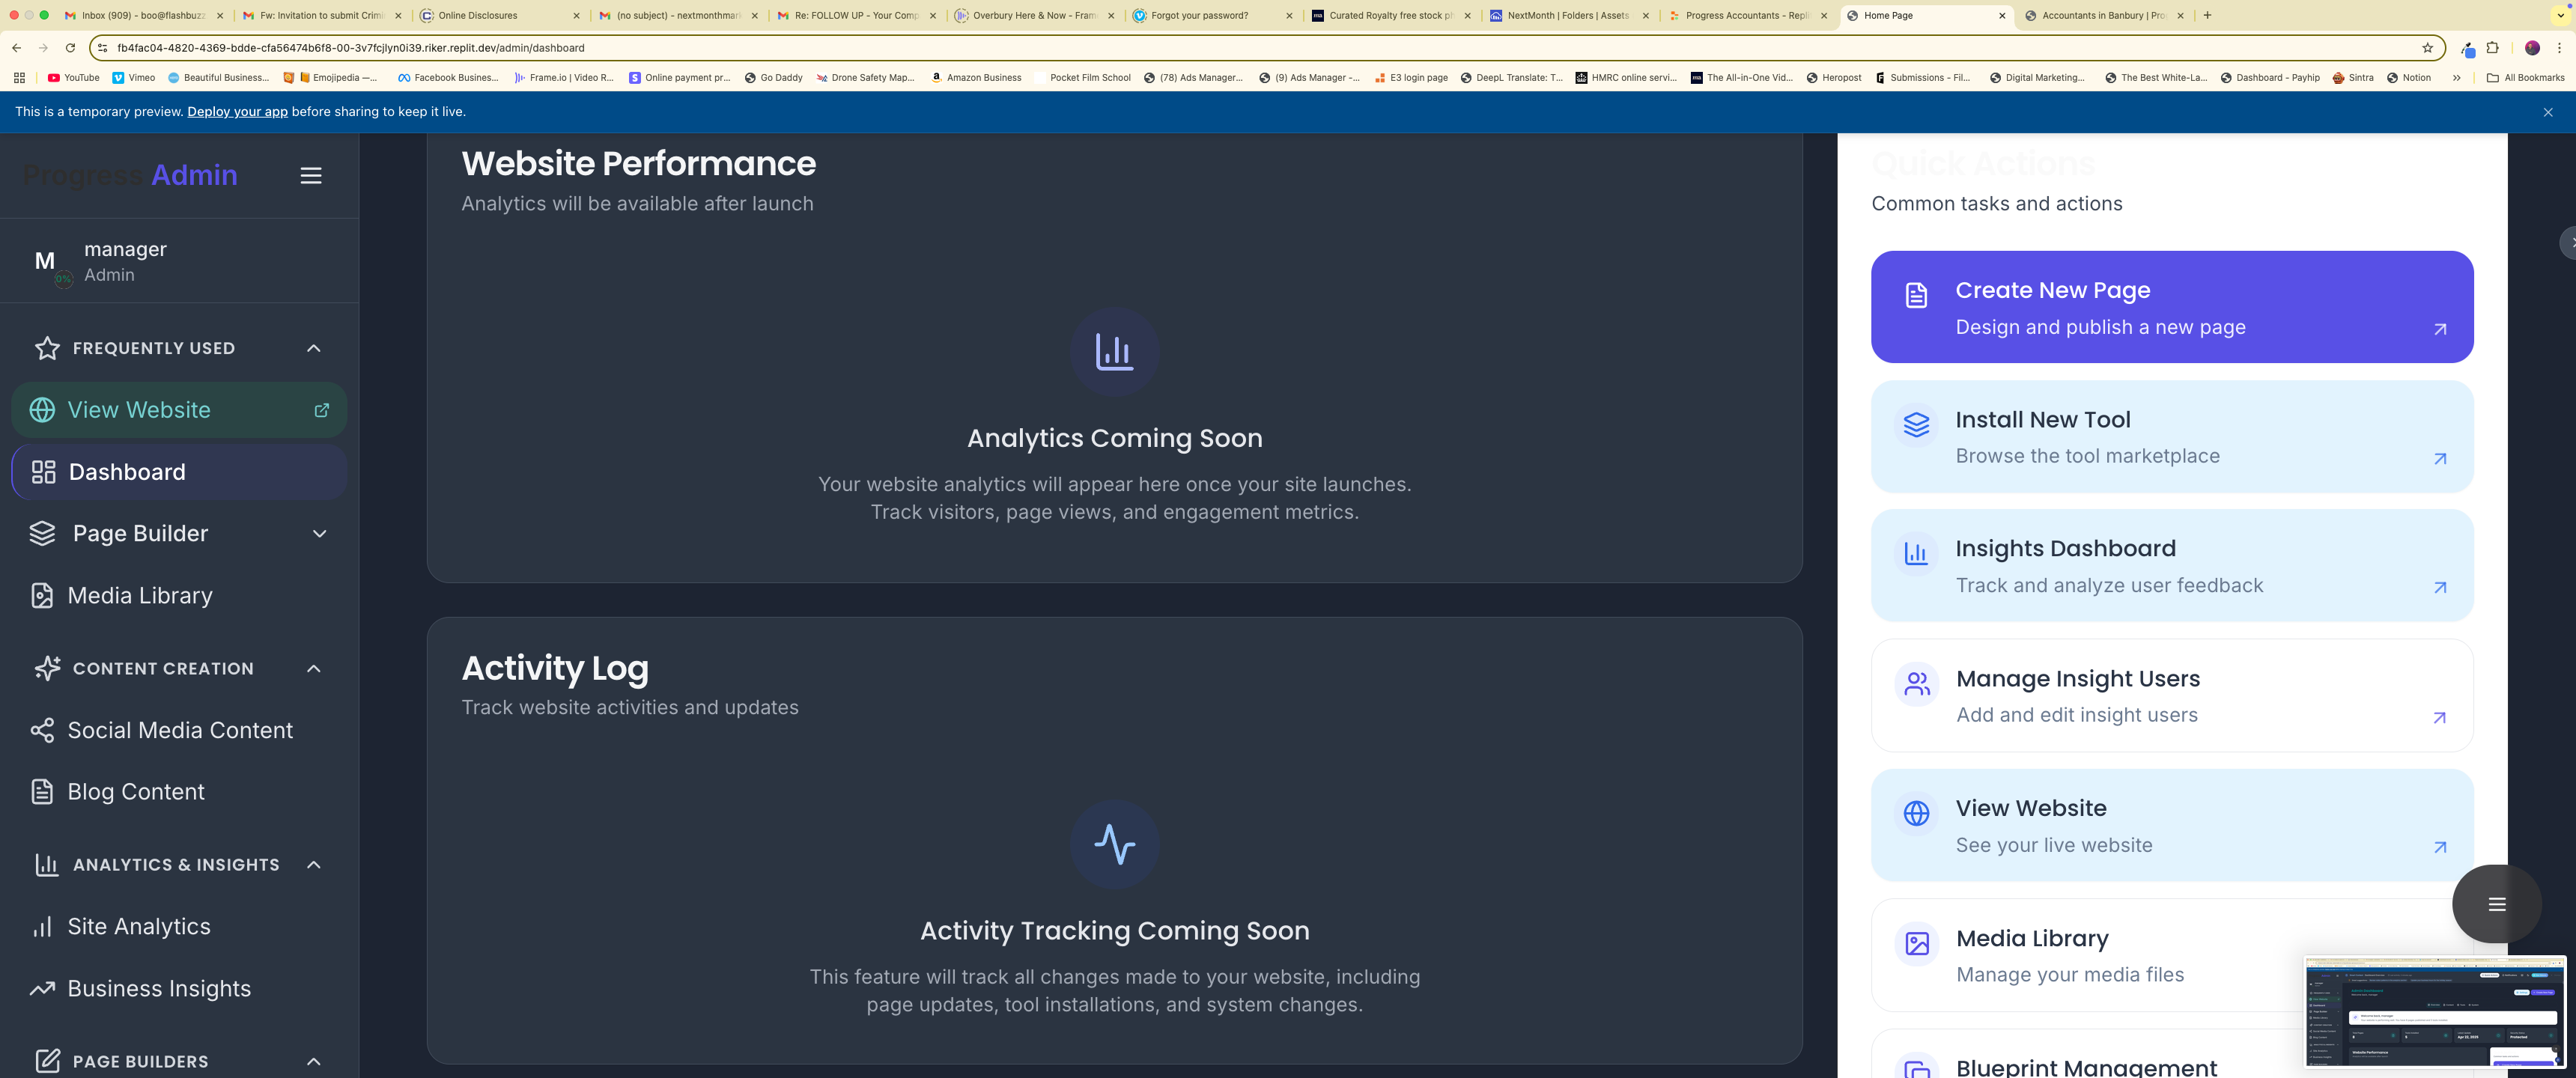 Inbox (909) - boo@flashbuzz
Fw: Invitation to submit Crimi
Online Disclosures
(no subject) - nextmonthmark
Re: FOLLOW UP - Your Comp
Overbury Here & Now - Fram
Forgot your password?
Curated Royalty free stock ph
NextMonth | Folders | Assets
Progress Accountants - Repli
Home Page
Accountants in Banbury | Pro
fb4fac04-4820-4369-bdde-cfa56474b6f8-00-3v7fcjlyn0i39.riker.replit.dev/admin/dashboard
YouTube
Vimeo
Beautiful Business...
Emojipedia —...
Facebook Busines...
Frame.io | Video R...
Online payment pr...
Go Daddy
Drone Safety Map...
Amazon Business
Pocket Film School
(78) Ads Manager...
(9) Ads Manager -...
E3 login page
DeepL Translate: T...
HMRC online servi...
The All-in-One Vid...
Heropost
Submissions - Fil...
Digital Marketing...
The Best White-La...
Dashboard - Payhip
Sintra
Notion
All Bookmarks
This is a temporary preview. Deploy your app before sharing to keep it live.
Progress Admin
M
0%
manager
Admin
FREQUENTLY USED
View Website
Dashboard
Page Builder
Media Library
CONTENT CREATION
Social Media Content
Blog Content
ANALYTICS & INSIGHTS
Site Analytics
Business Insights
PAGE BUILDERS
Website Performance
Analytics will be available after launch
Analytics Coming Soon
Your website analytics will appear here once your site launches.
Track visitors, page views, and engagement metrics.
Activity Log
Track website activities and updates
Activity Tracking Coming Soon
This feature will track all changes made to your website, including
page updates, tool installations, and system changes.
Quick Actions
Common tasks and actions
Create New Page
Design and publish a new page
Install New Tool
Browse the tool marketplace
Insights Dashboard
Track and analyze user feedback
Manage Insight Users
Add and edit insight users
View Website
See your live website
Media Library
Manage your media files
Blueprint Management